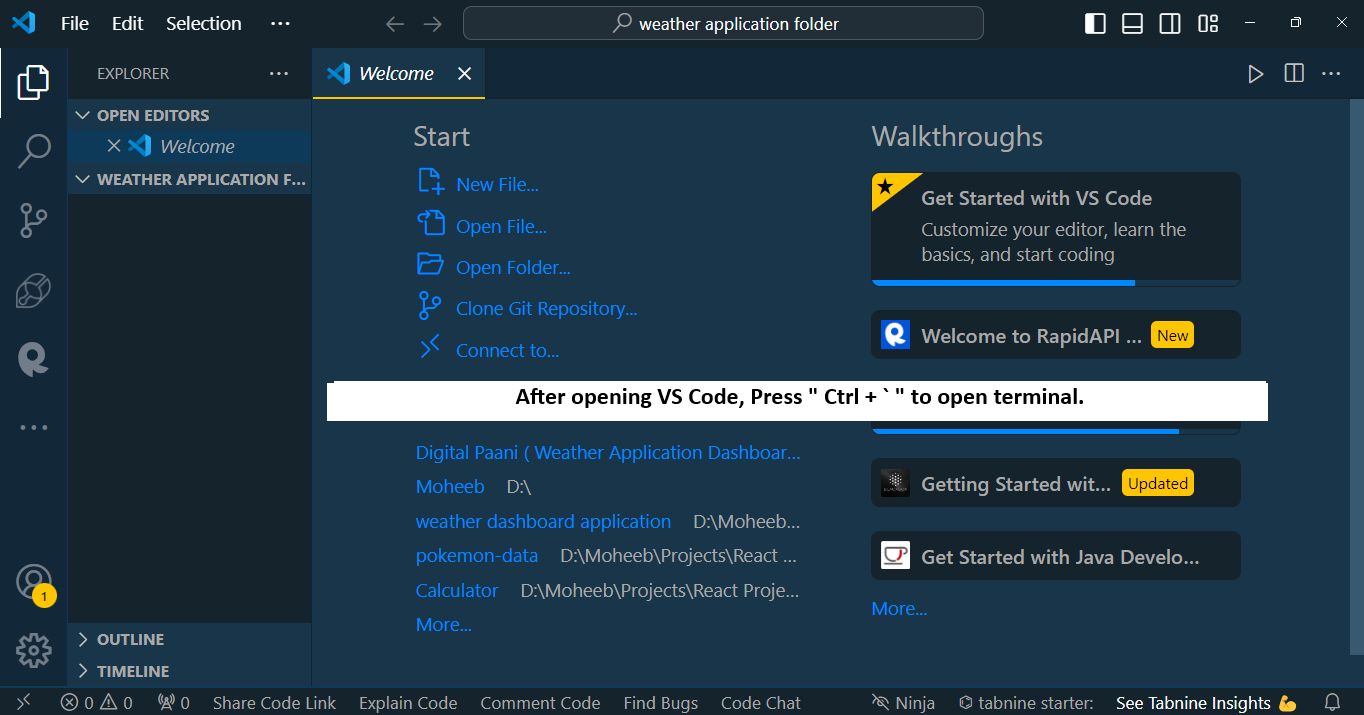 File Edit Selection ···
weather application folder
EXPLORER ···
Welcome
OPEN EDITORS
Welcome
WEATHER APPLICATION F...
Start
New File...
Open File...
Open Folder...
Clone Git Repository...
Connect to...
Walkthroughs
Get Started with VS Code
Customize your editor, learn the
basics, and start coding
Welcome to RapidAPI ... New
After opening VS Code, Press " Ctrl + ` " to open terminal.
Digital Paani ( Weather Application Dashboar...
Moheeb D:\
weather dashboard application D:\Moheeb...
pokemon-data D:\Moheeb\Projects\React ...
Calculator D:\Moheeb\Projects\React Proje...
More...
Getting Started wit... Updated
Get Started with Java Develo...
More...
1
OUTLINE
TIMELINE
0 0 0 Share Code Link Explain Code Comment Code Find Bugs Code Chat Ninja tabnine starter: See Tabnine Insights 💪